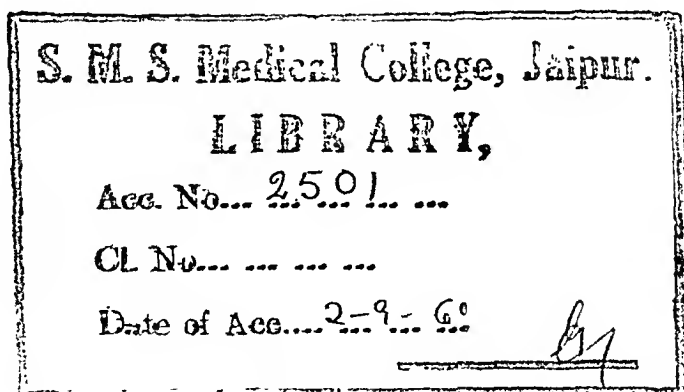 S. M. S. Medical College, Jaipur.
LIBRARY,
Acc. No... 2501 ... ...
Cl. No... ... ... ...
Date of Acc.... 2-9-60